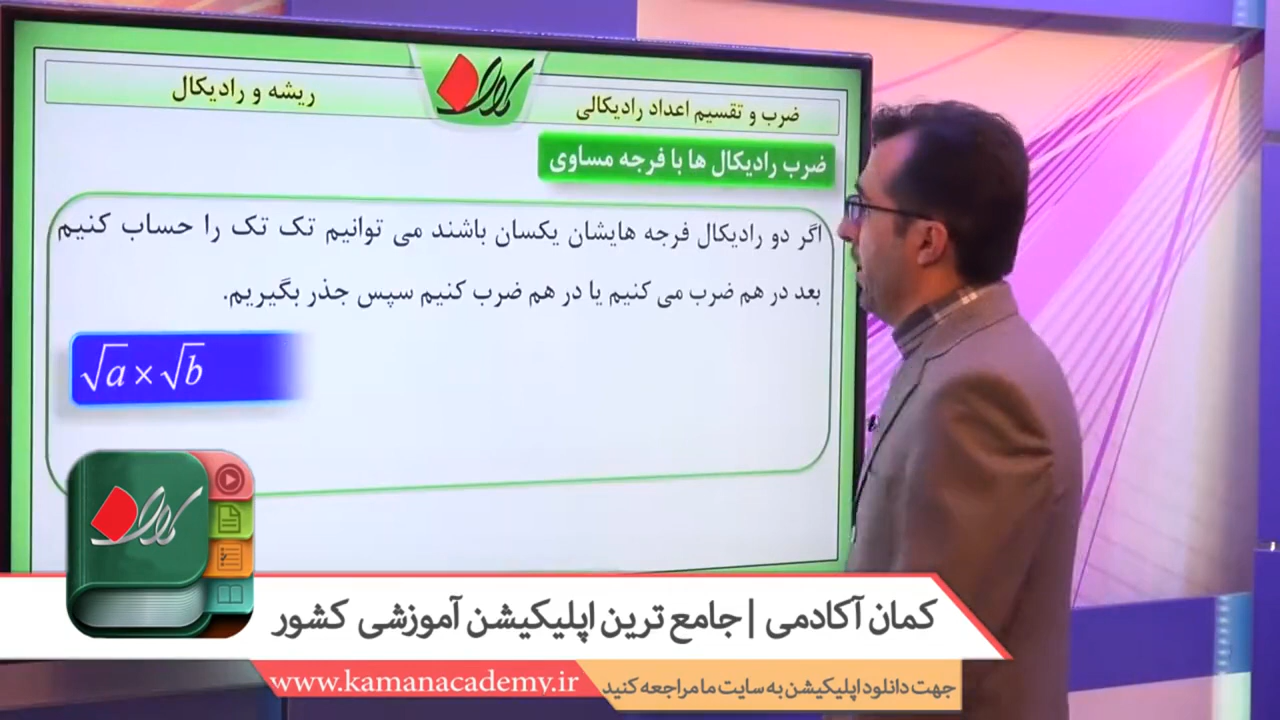 ضرب و تقسیم اعداد رادیکالی
ریشه و رادیکال
ضرب رادیکال ها با فرجه مساوی
اگر دو رادیکال فرجه هایشان یکسان باشند می توانیم تک تک را حساب کنیم
بعد در هم ضرب می کنیم یا در هم ضرب کنیم سپس جذر بگیریم.
√a × √b
کمان آکادمی | جامع ترین اپلیکیشن آموزشی کشور
جهت دانلود اپلیکیشن به سایت ما مراجعه کنید
www.kamanacademy.ir